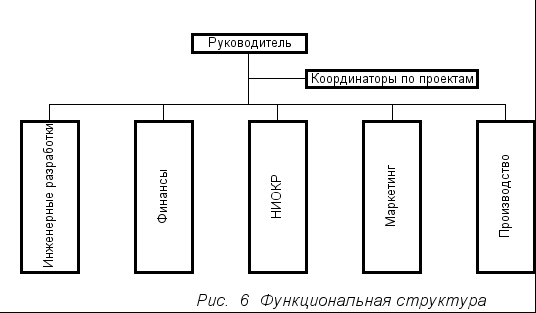 Руководитель
Координаторы по проектам
Инженерные разработки
Финансы
НИОКР
Маркетинг
Производство
Рис. 6 Функциональная структура